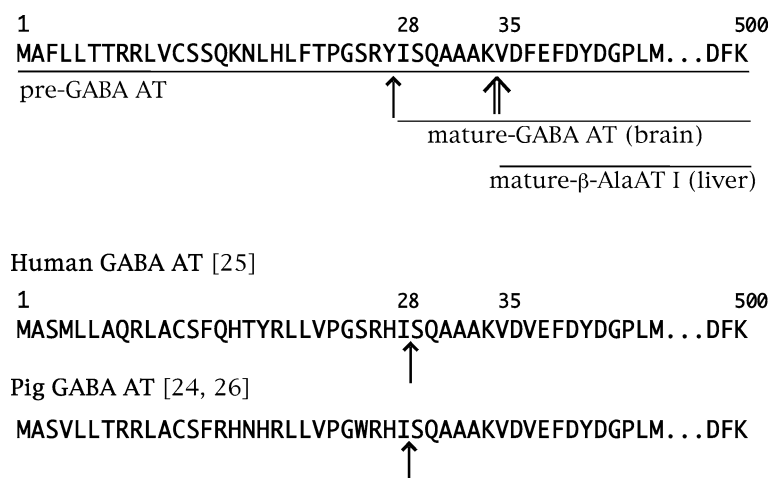 1 28 35 500
MAFLLTTRRLVCSSQKNLHLFTPGSRYISQAAAKVDFEFDYDGPLM...DFK
pre-GABA AT
mature-GABA AT (brain)
mature-β-AlaAT I (liver)
Human GABA AT [25]
1 28 35 500
MASMLLAQRLACSFQHTYRLLVPGSRHISQAAAKVDVEFDYDGPLM...DFK
Pig GABA AT [24, 26]
MASVLLTRRLACSFRHNHRLLVPGWRHISQAAAKVDVEFDYDGPLM...DFK